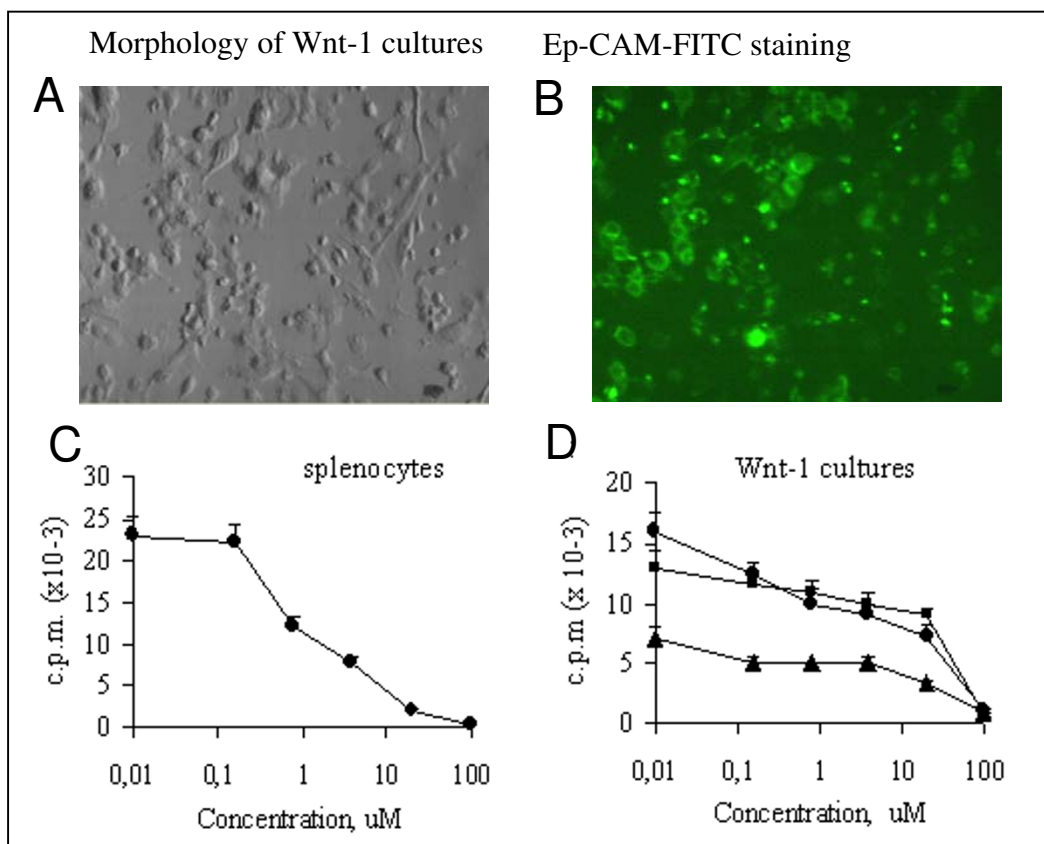 Morphology of Wnt-1 cultures
Ep-CAM-FITC staining
A
B
C
splenocytes
c.p.m. (x10-3)
30
25
20
15
10
5
0
0,01 0,1 1 10 100
Concentration, uM
D
Wnt-1 cultures
c.p.m (x 10-3)
20
15
10
5
0
0,01 0,1 1 10 100
Concentration, uM